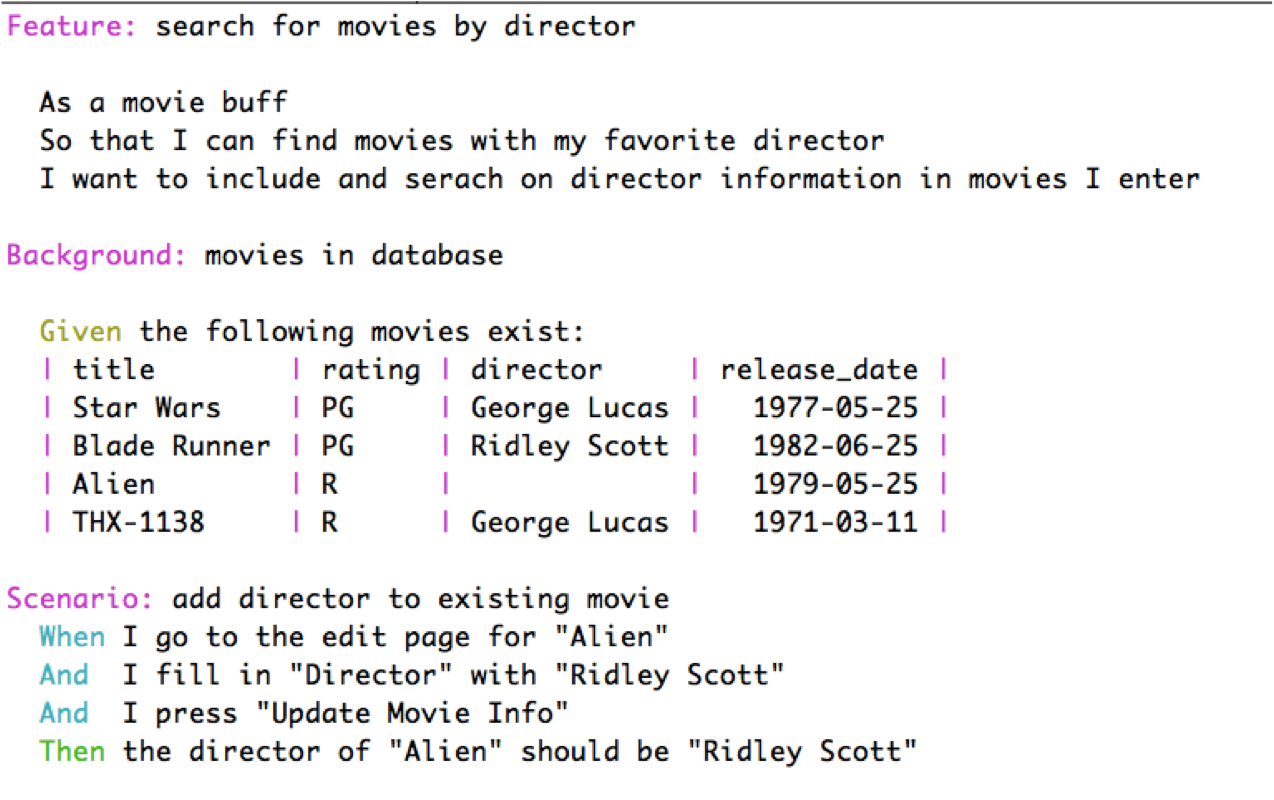 Feature: search for movies by director
As a movie buff
So that I can find movies with my favorite director
I want to include and serach on director information in movies I enter
Background: movies in database
Given the following movies exist:
| title | rating | director | release_date |
| Star Wars | PG | George Lucas | 1977-05-25 |
| Blade Runner | PG | Ridley Scott | 1982-06-25 |
| Alien | R | | 1979-05-25 |
| THX-1138 | R | George Lucas | 1971-03-11 |
Scenario: add director to existing movie
When I go to the edit page for "Alien"
And I fill in "Director" with "Ridley Scott"
And I press "Update Movie Info"
Then the director of "Alien" should be "Ridley Scott"